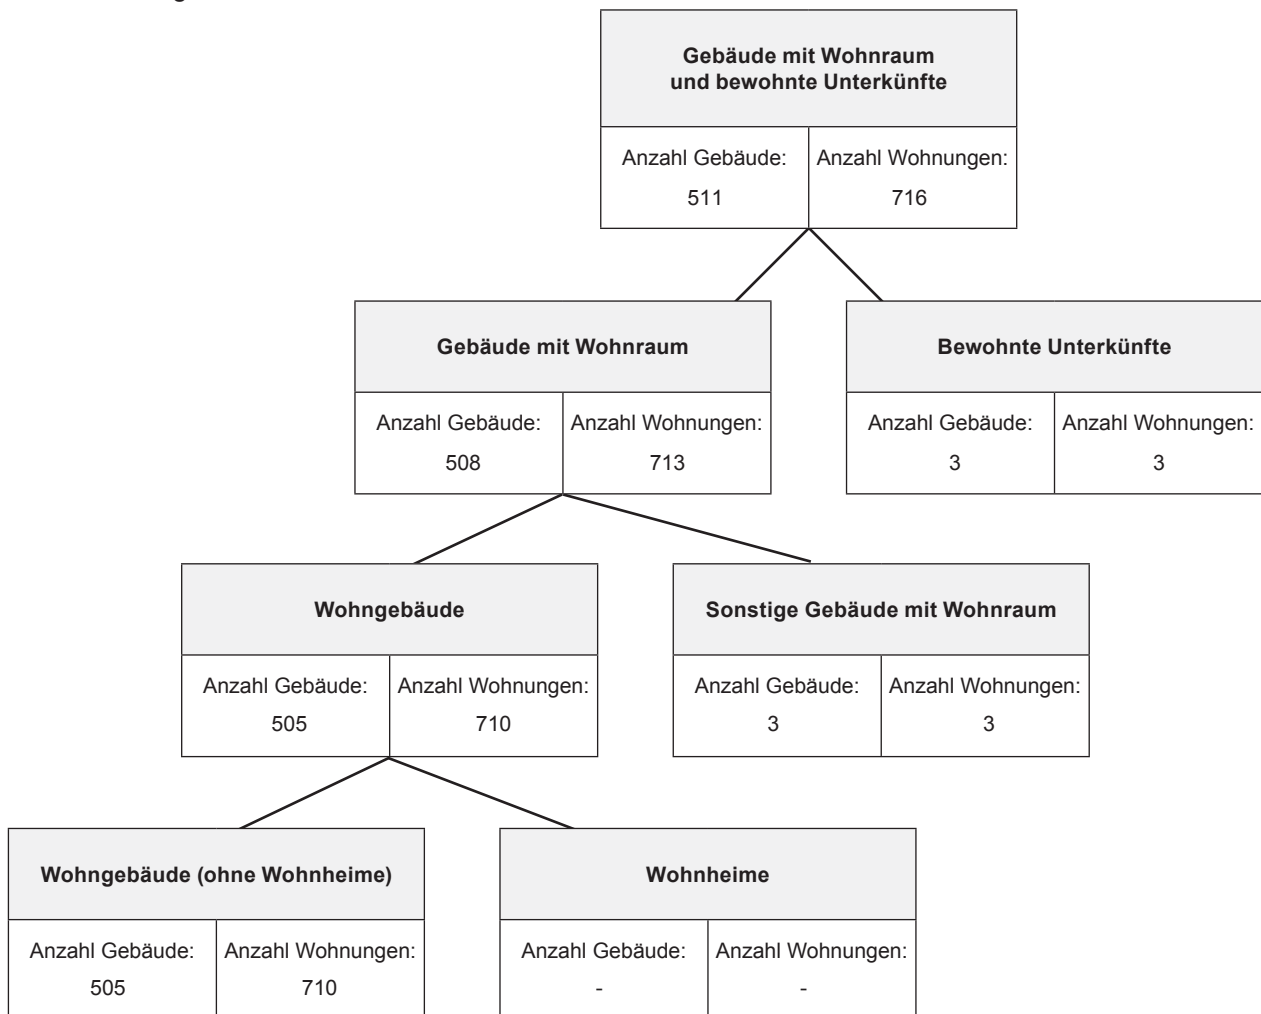 Gebäude mit Wohnraum
und bewohnte Unterkünfte
Anzahl Gebäude: Anzahl Wohnungen:
511 716
Gebäude mit Wohnraum Bewohnte Unterkünfte
Anzahl Gebäude: Anzahl Wohnungen: Anzahl Gebäude: Anzahl Wohnungen:
508 713 3 3
Wohngebäude Sonstige Gebäude mit Wohnraum
Anzahl Gebäude: Anzahl Wohnungen: Anzahl Gebäude: Anzahl Wohnungen:
505 710 3 3
Wohngebäude (ohne Wohnheime) Wohnheime
Anzahl Gebäude: Anzahl Wohnungen: Anzahl Gebäude: Anzahl Wohnungen:
505 710 - -